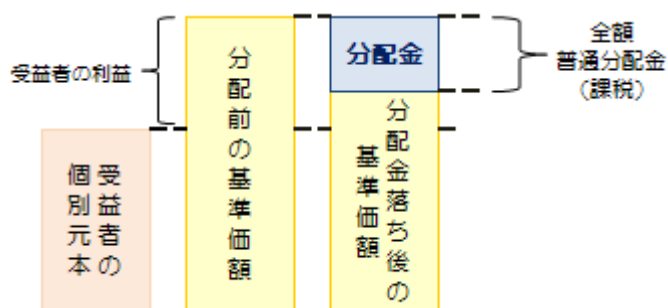 受益者の利益
受益者の
個別元本
分配前の基準価額
分配金
分配金落ち後の
基準価額
全額
普通分配金
(課税)